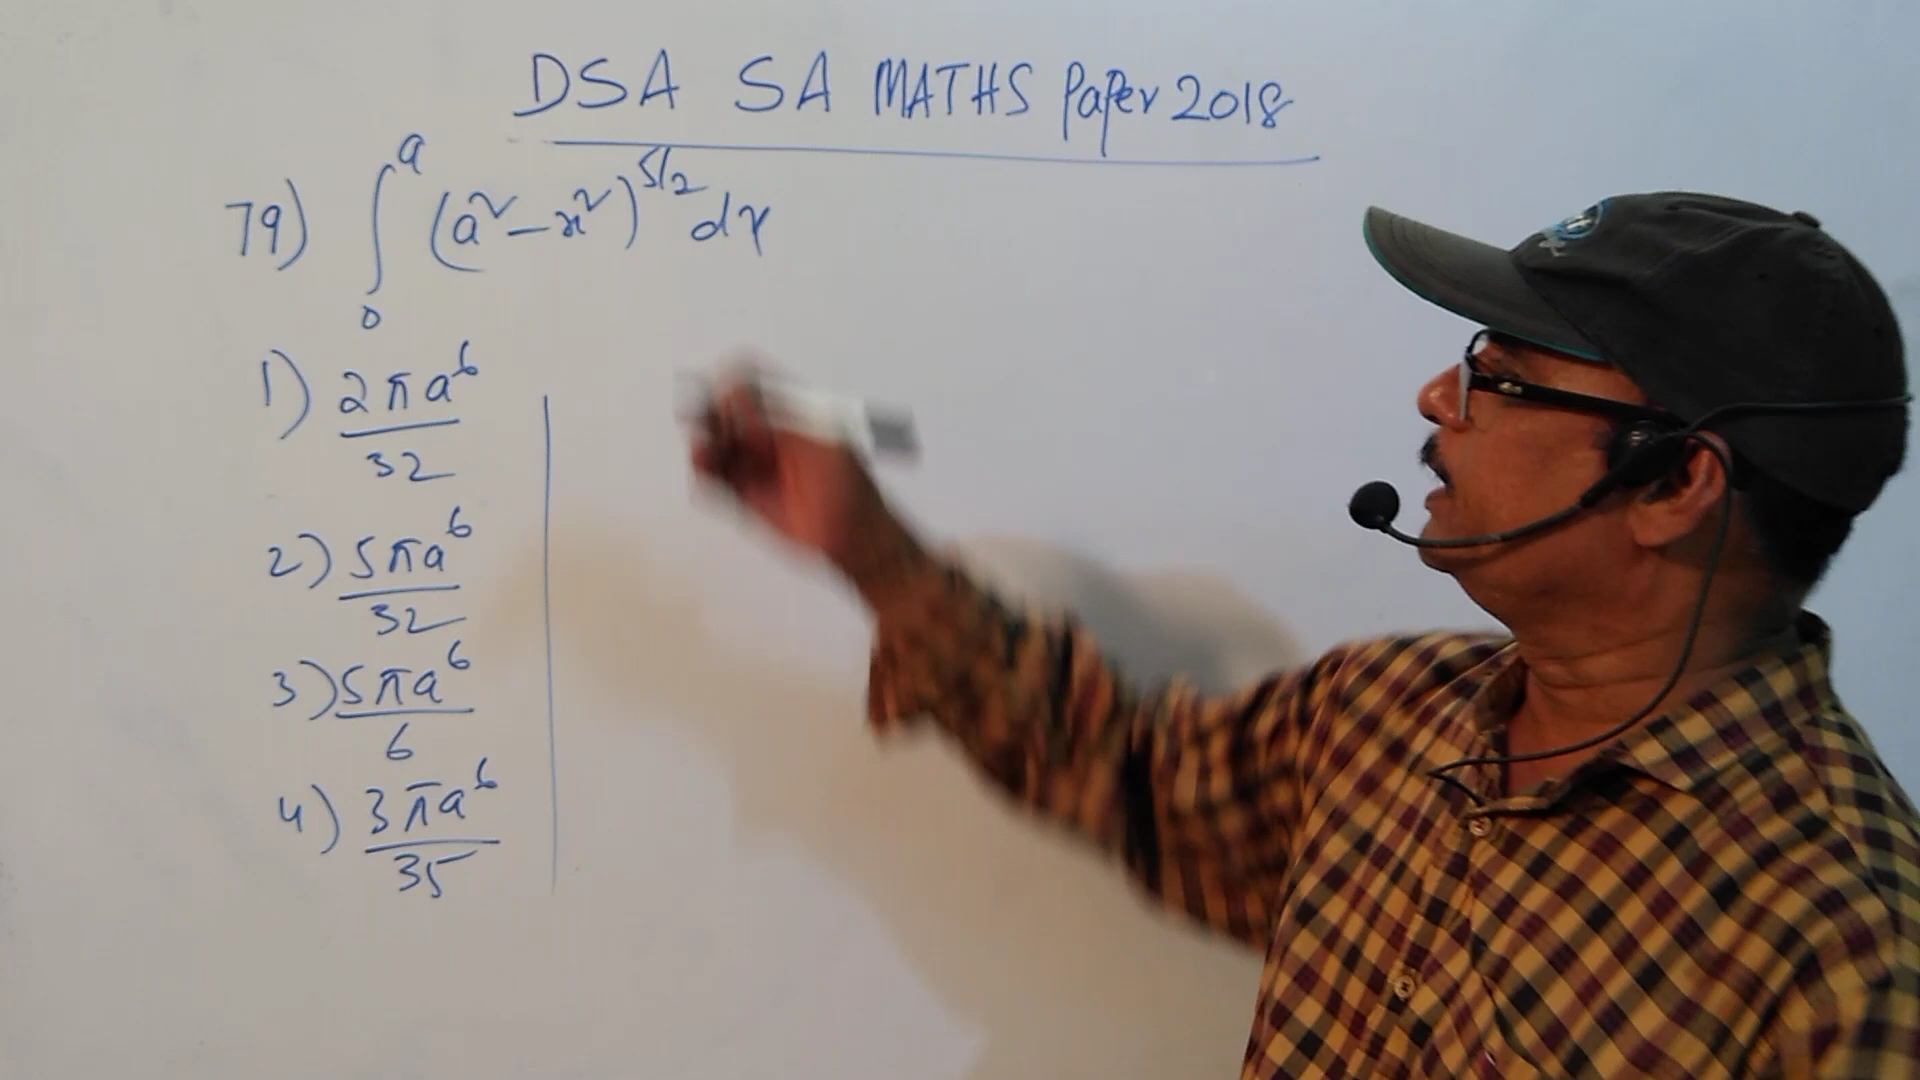 DSA SA MATHS Paper 2018
79) ∫₀ᵃ (a²-x²)^5/2 dx
1) 2πa⁶/32
2) 5πa⁶/32
3) 5πa⁶/6
4) 3πa⁶/35